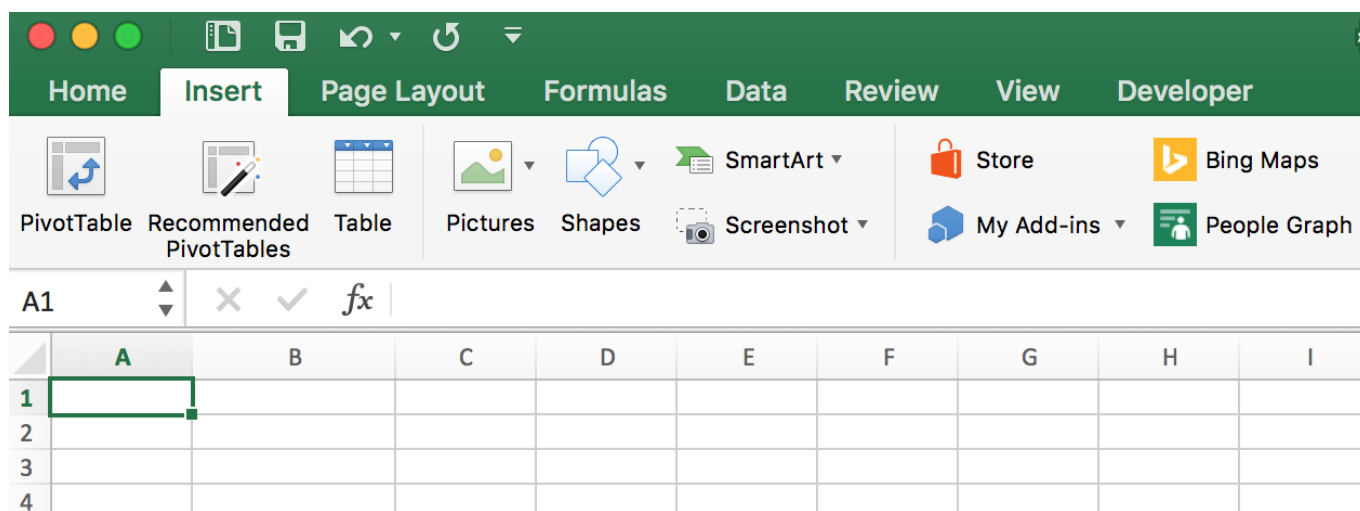 Home Insert Page Layout Formulas Data Review View Developer
SmartArt Store Bing Maps
PivotTable Recommended PivotTables Table Pictures Shapes Screenshot My Add-ins People Graph
A1 fx
A B C D E F G H I
1
2
3
4